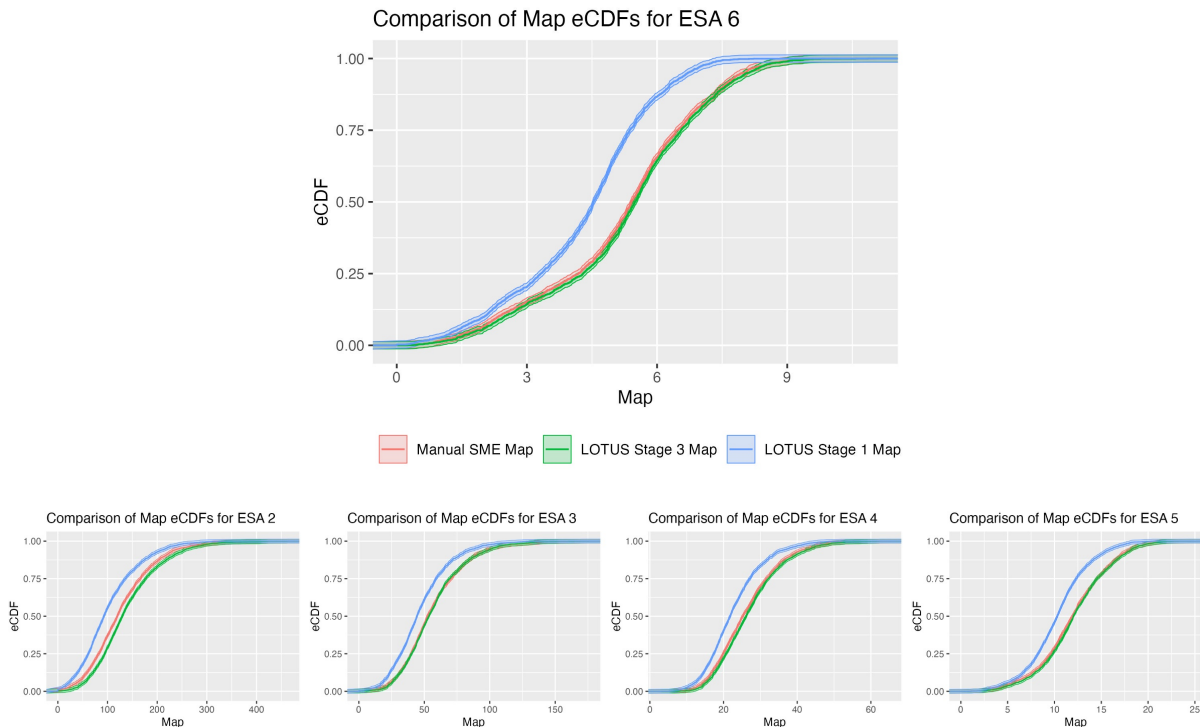 Comparison of Map eCDFs for ESA 6
eCDF
1.00
0.75
0.50
0.25
0.00
0 3 6 9
Map
Manual SME Map LOTUS Stage 3 Map LOTUS Stage 1 Map
Comparison of Map eCDFs for ESA 2
eCDF
1.00
0.75
0.50
0.25
0.00
0 100 200 300 400
Map
Comparison of Map eCDFs for ESA 3
eCDF
1.00
0.75
0.50
0.25
0.00
0 50 100 150
Map
Comparison of Map eCDFs for ESA 4
eCDF
1.00
0.75
0.50
0.25
0.00
0 20 40 60
Map
Comparison of Map eCDFs for ESA 5
eCDF
1.00
0.75
0.50
0.25
0.00
0 5 10 15 20 25
Map